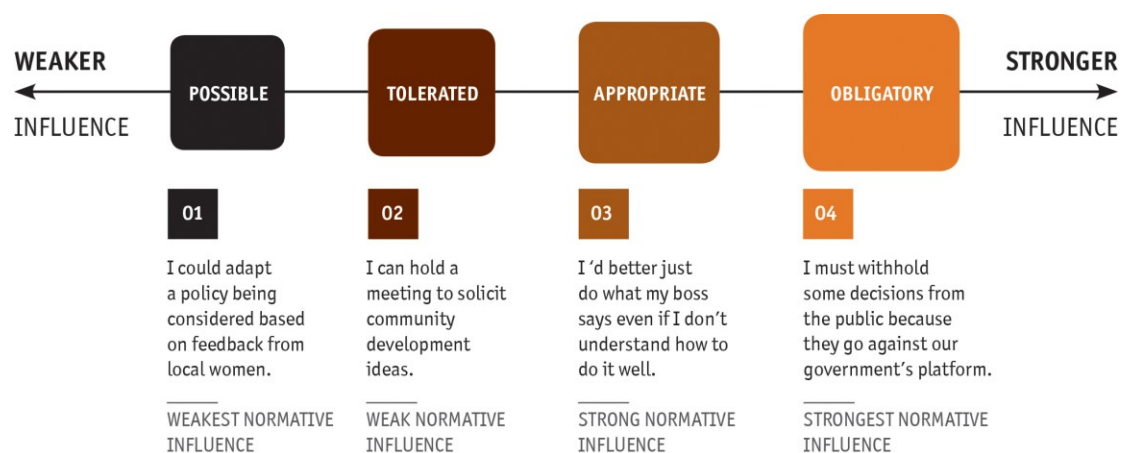 WEAKER
INFLUENCE
POSSIBLE
TOLERATED
APPROPRIATE
OBLIGATORY
STRONGER
INFLUENCE
01
I could adapt
a policy being
considered based
on feedback from
local women.
WEAKEST NORMATIVE
INFLUENCE
02
I can hold a
meeting to solicit
community
development
ideas.
WEAK NORMATIVE
INFLUENCE
03
I ‘d better just
do what my boss
says even if I don’t
understand how to
do it well.
STRONG NORMATIVE
INFLUENCE
04
I must withhold
some decisions from
the public because
they go against our
government’s platform.
STRONGEST NORMATIVE
INFLUENCE